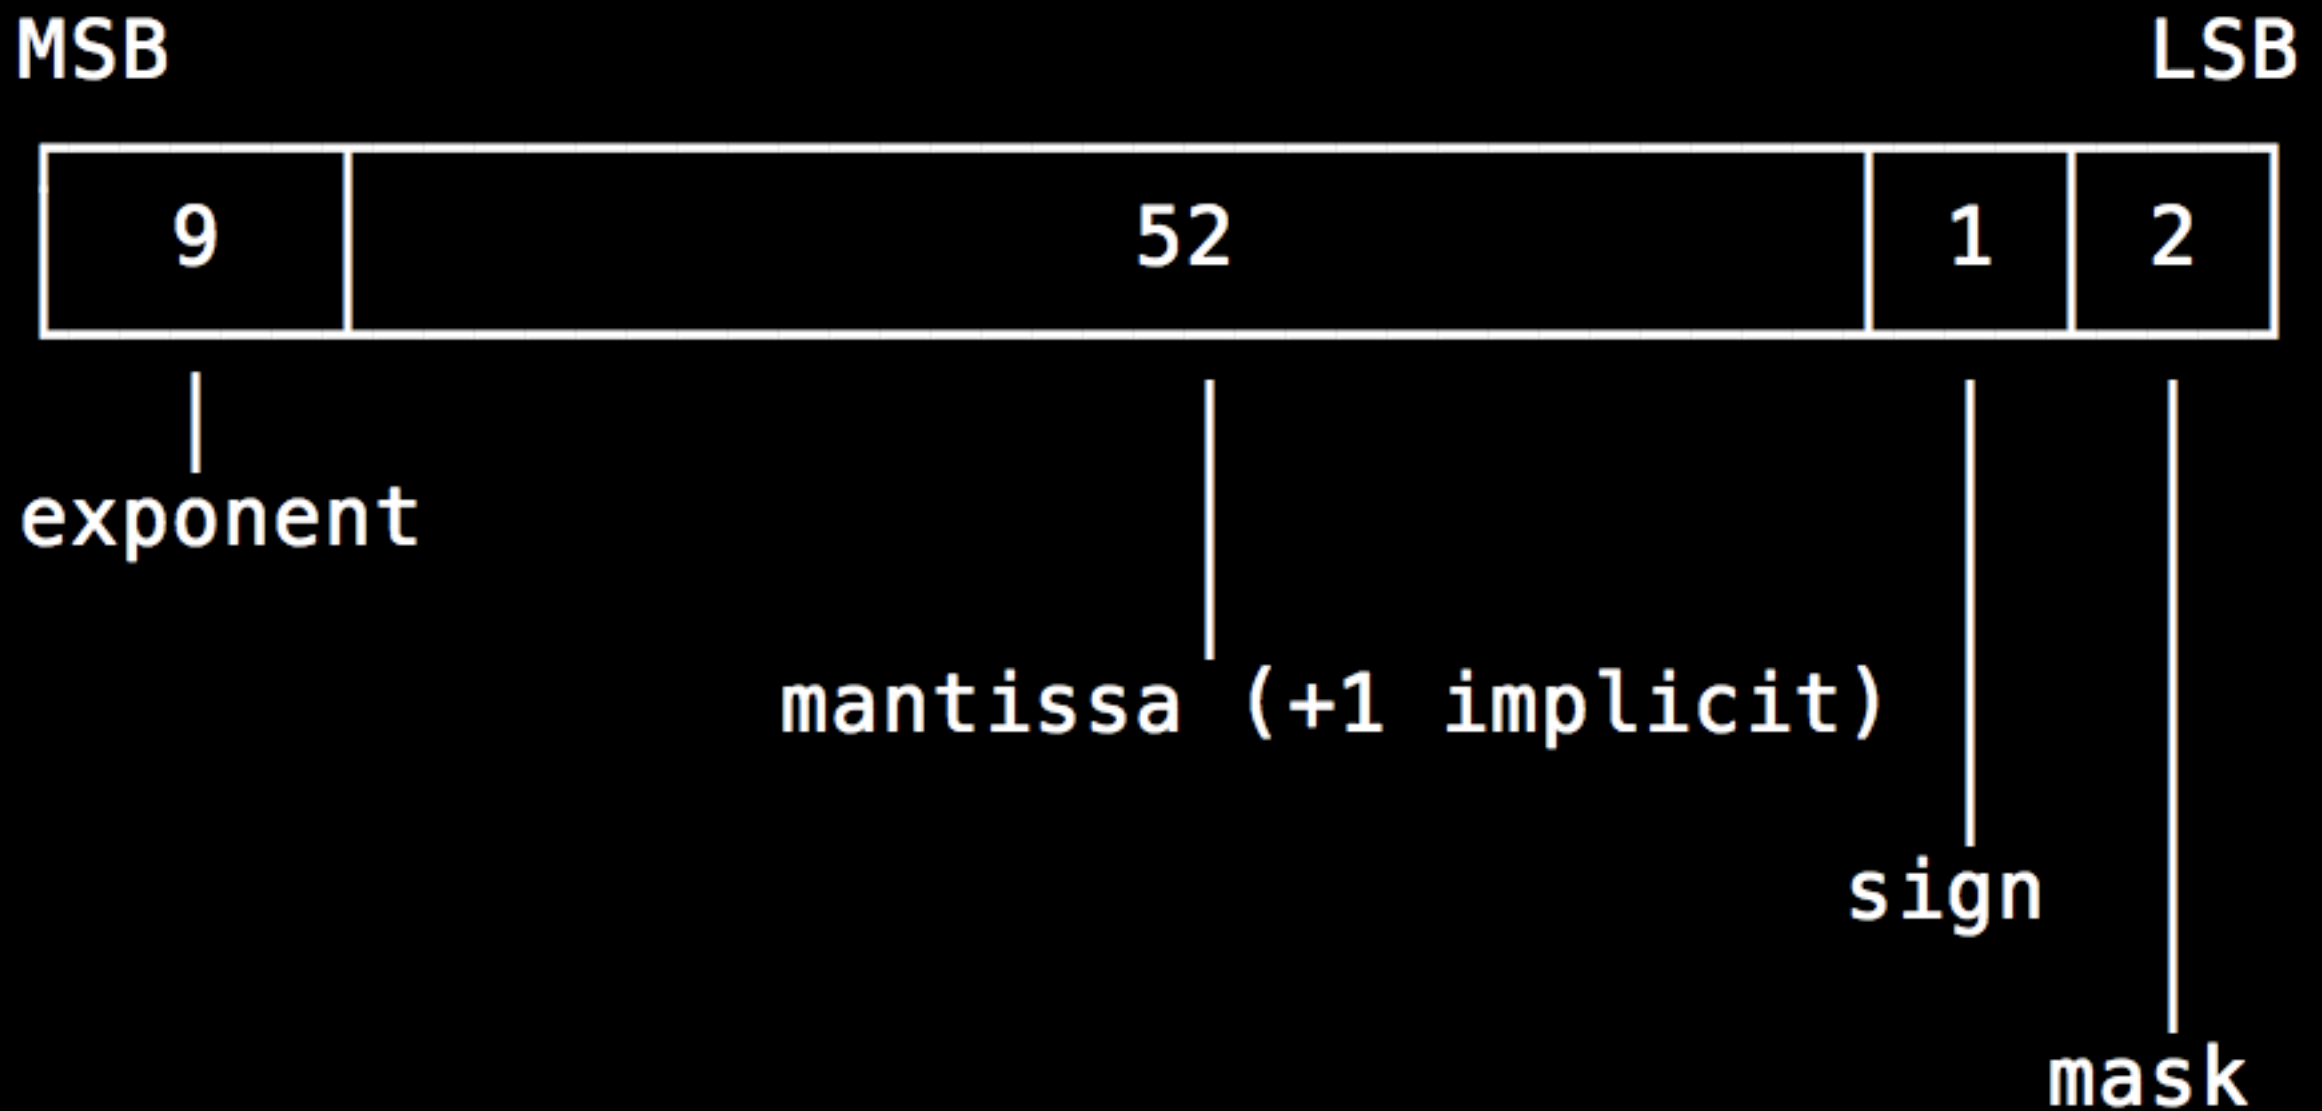 MSB LSB
9 52 1 2
exponent
mantissa (+1 implicit)
sign
mask